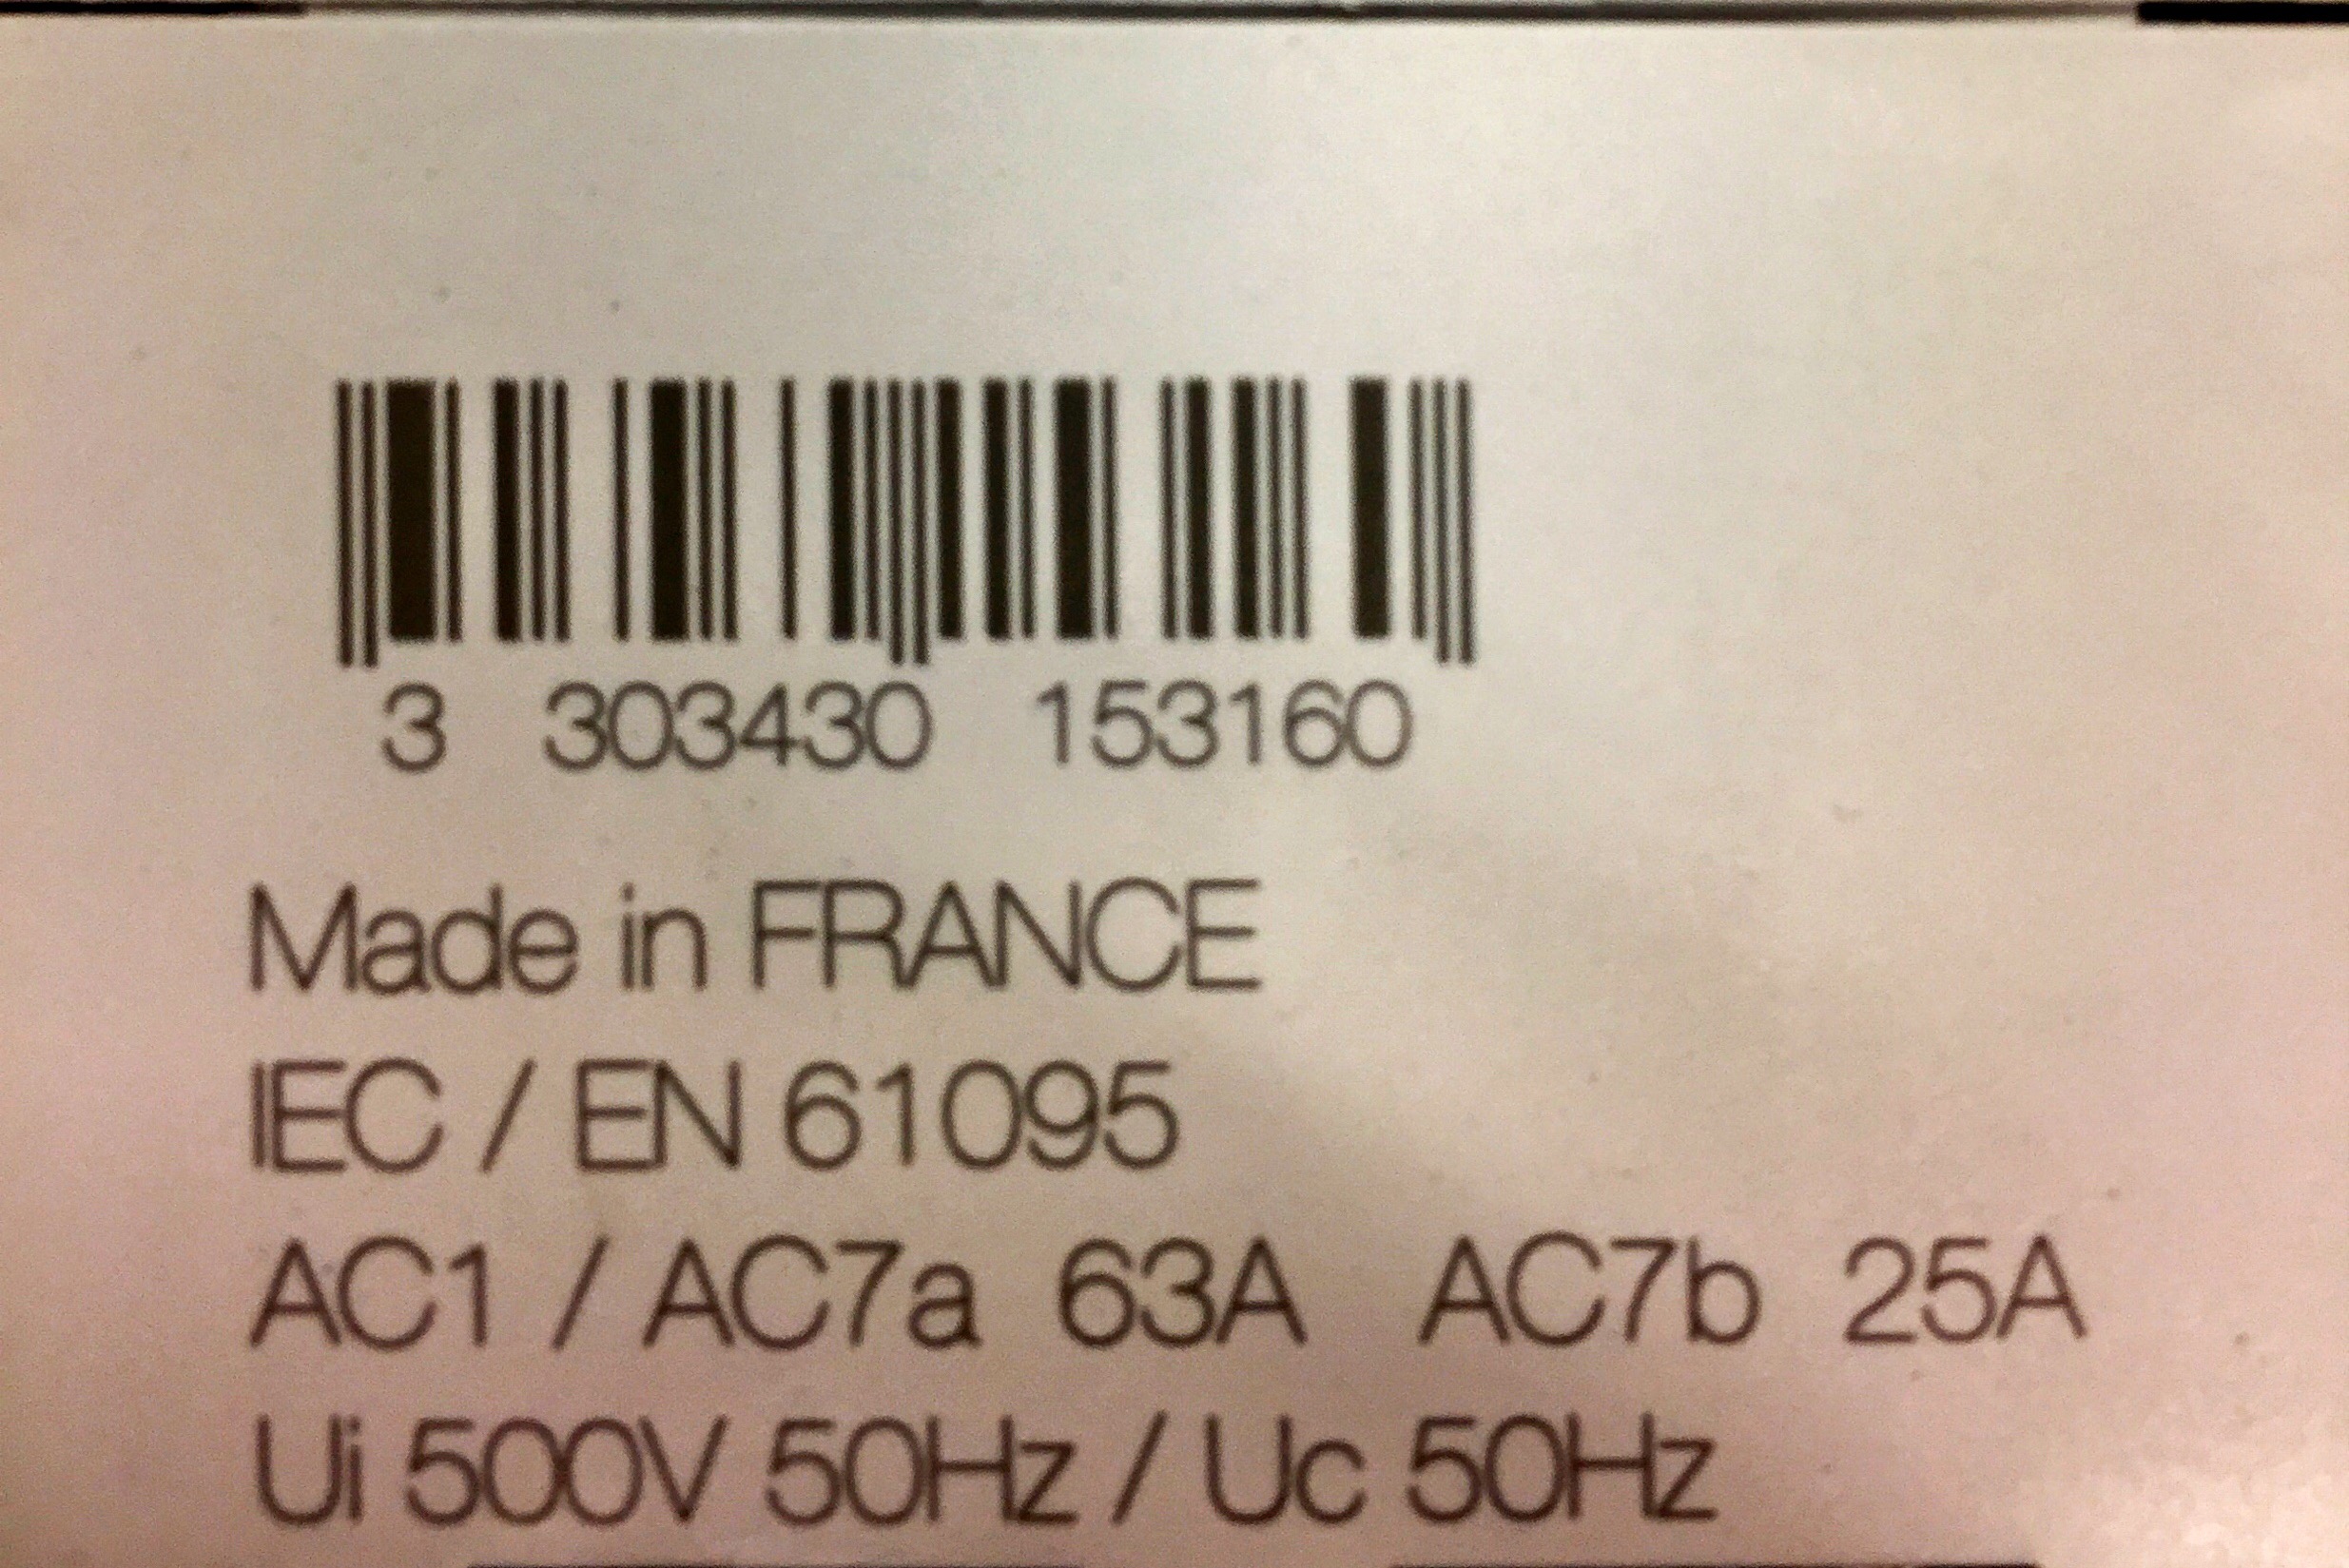 3 303430 153160
Made in FRANCE
IEC / EN 61095
AC1 / AC7a 63A AC7b 25A
Ui 500V 50Hz / Uc 50Hz